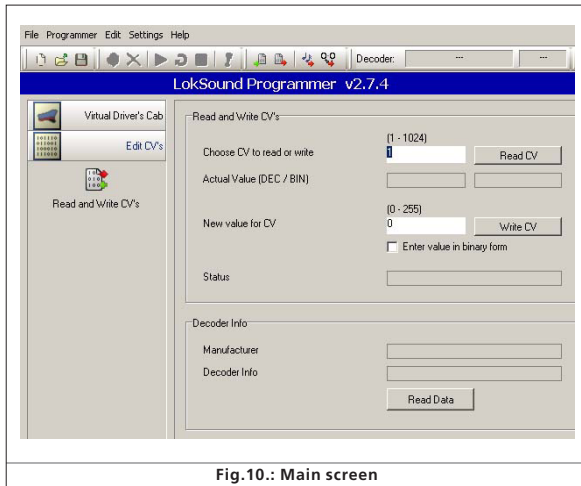 File Programmer Edit Settings Help
Decoder: --- ---
LokSound Programmer v2.7.4
Virtual Driver's Cab
Edit CV's
Read and Write CV's
Read and Write CV's
(1 - 1024)
Choose CV to read or write 1 Read CV
Actual Value (DEC / BIN)
(0 - 255)
New value for CV 0 Write CV
Enter value in binary form
Status
Decoder Info
Manufacturer
Decoder Info
Read Data
Fig.10.: Main screen